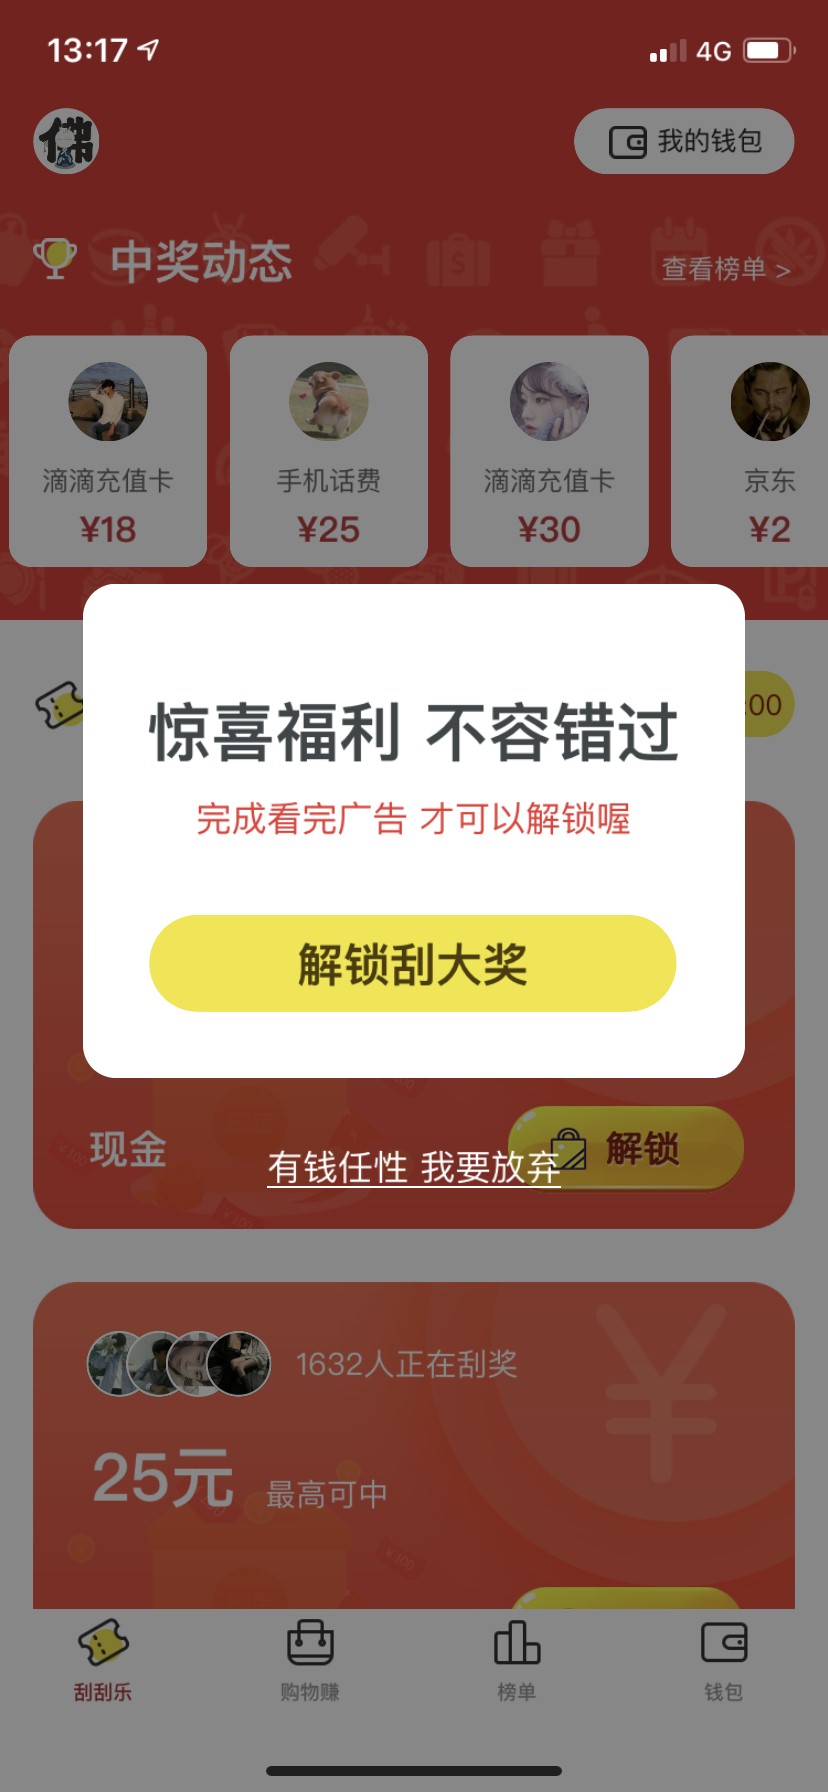 13:17
4G
佛
我的钱包
中奖动态
查看榜单 >
滴滴充值卡
¥18
手机话费
¥25
滴滴充值卡
¥30
京东
¥2
:00
惊喜福利 不容错过
完成看完广告 才可以解锁喔
解锁刮大奖
现金
解锁
有钱任性 我要放弃
1632人正在刮奖
25元
最高可中
刮刮乐
购物赚
榜单
钱包